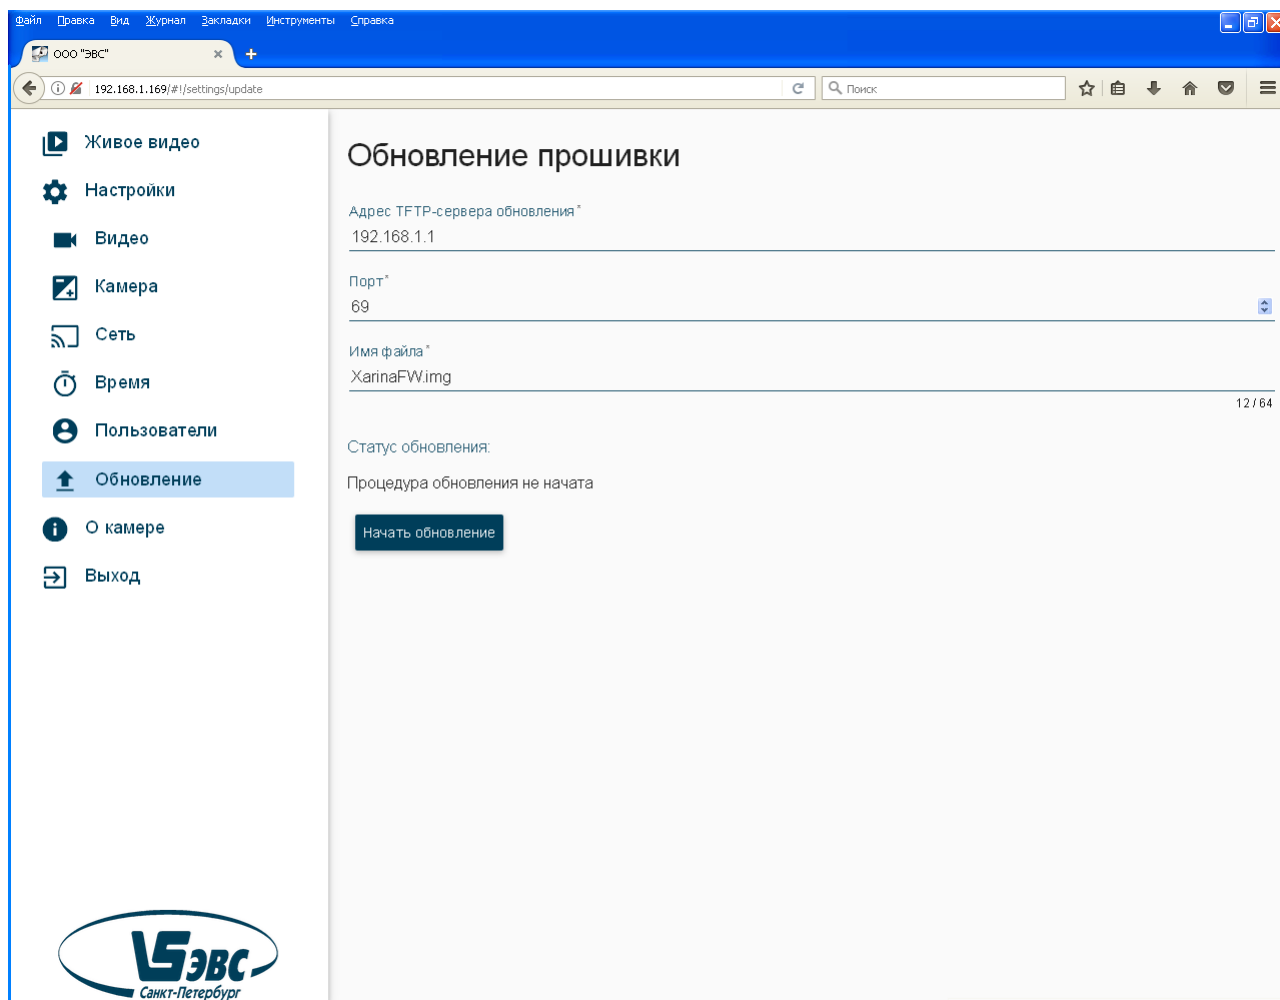 Файл Правка Вид Журнал Закладки Инструменты Справка
ООО "ЭВС"
192.168.1.169/#!/settings/update
Поиск
Живое видео
Настройки
Видео
Камера
Сеть
Время
Пользователи
Обновление
О камере
Выход
ЭВС
Санкт-Петербург
Обновление прошивки
Адрес TFTP-сервера обновления*
192.168.1.1
Порт*
69
Имя файла*
XarinaFW.img
12 / 64
Статус обновления:
Процедура обновления не начата
Начать обновление